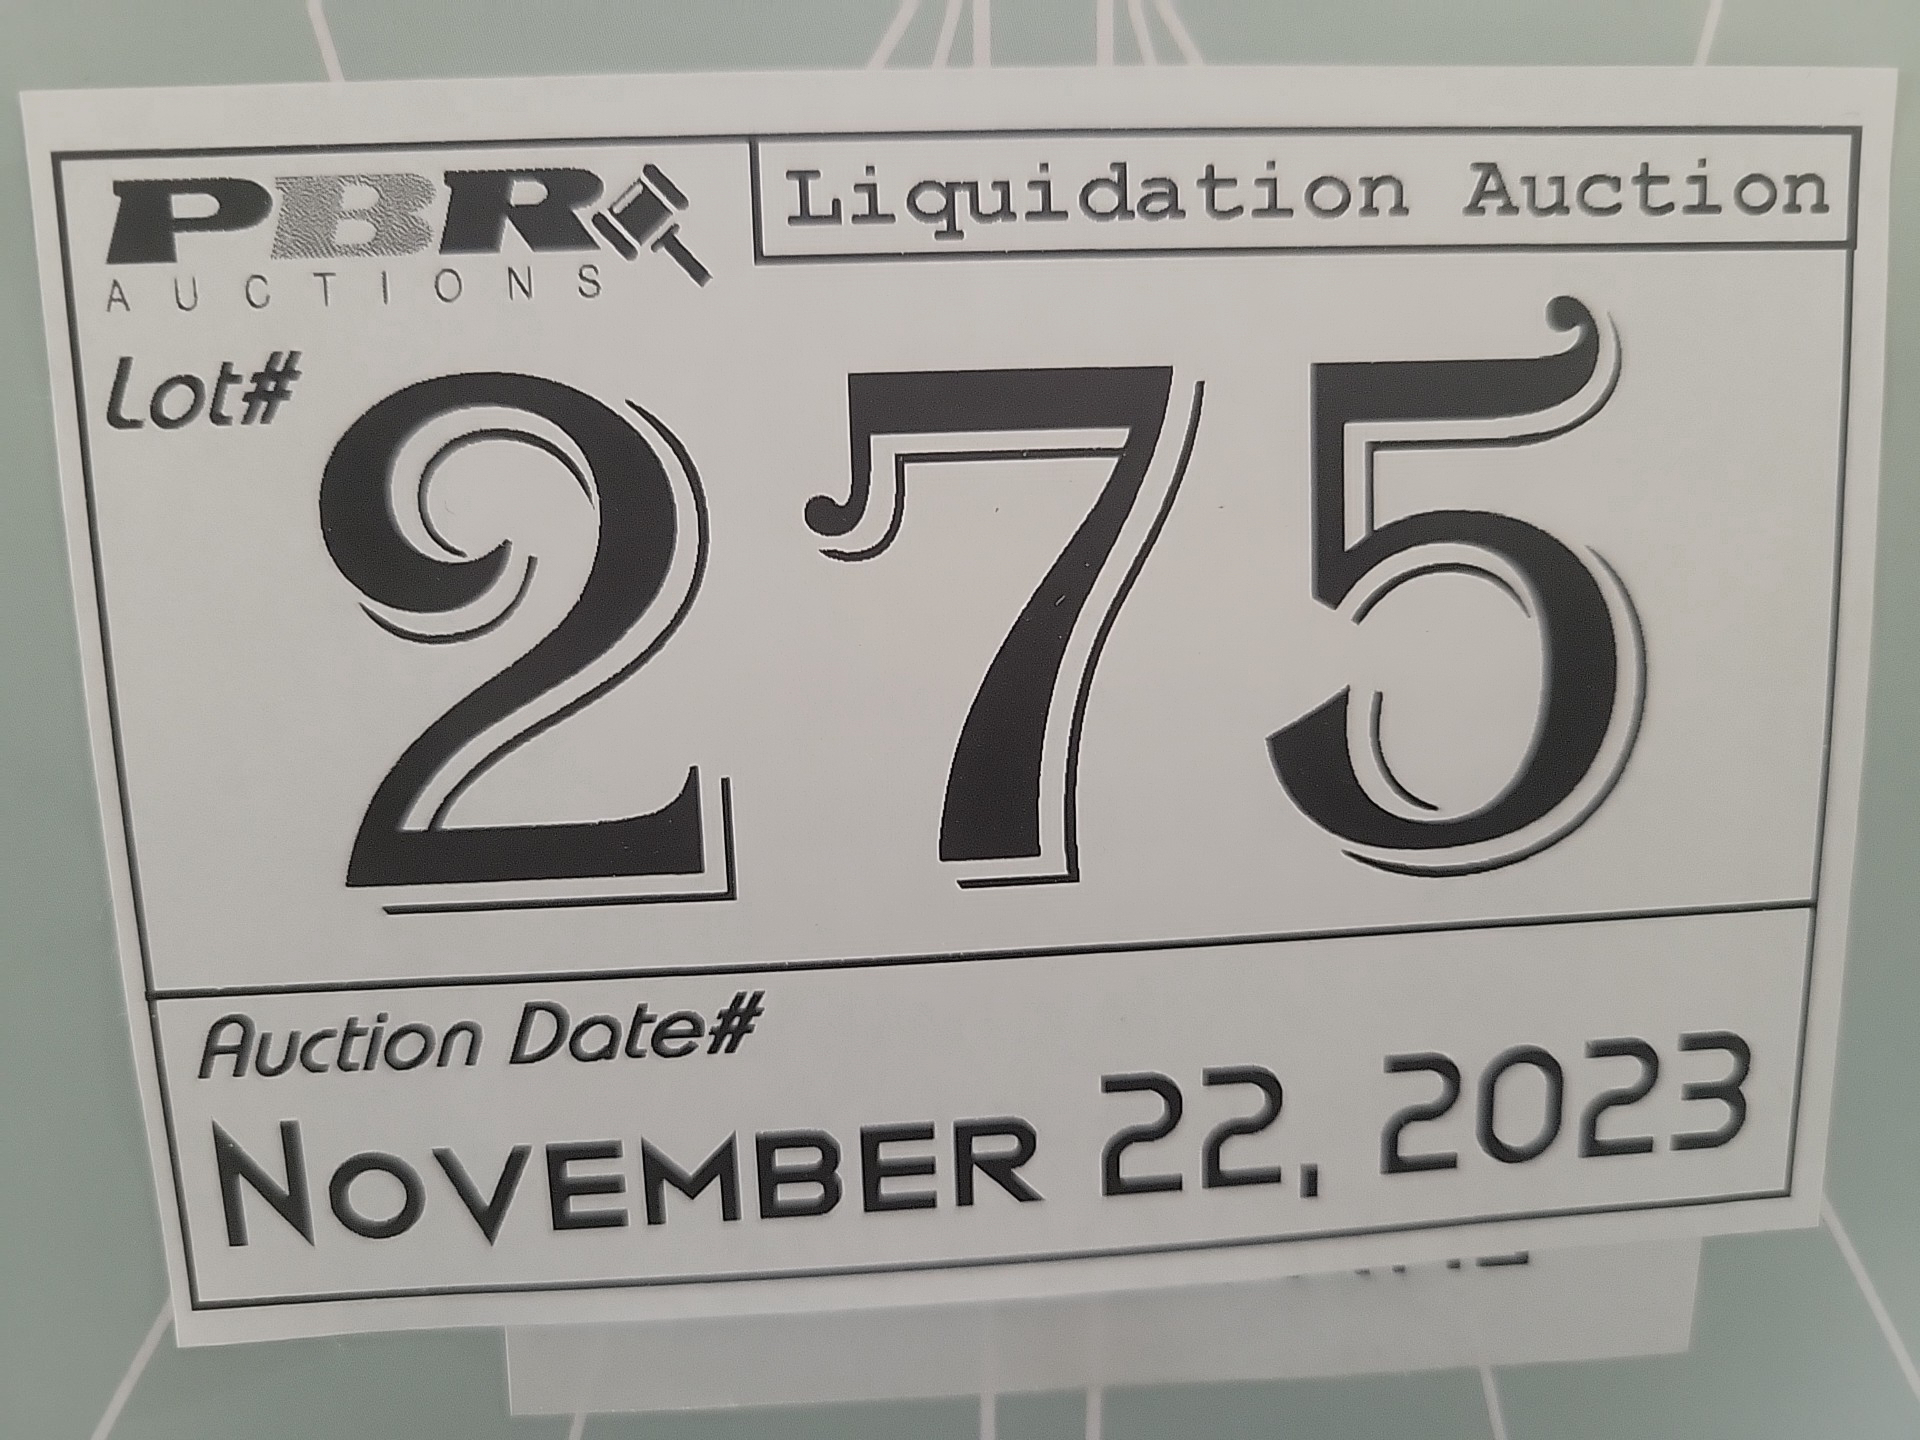 PBR
AUCTIONS
Liquidation Auction
Lot#
275
Auction Date#
November 22, 2023